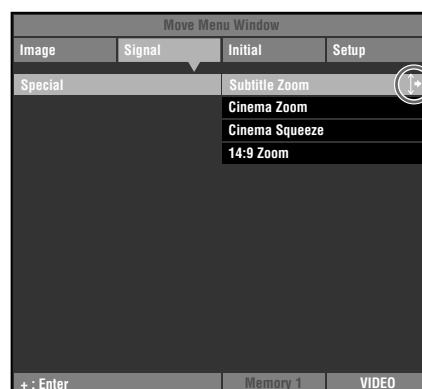 Move Menu Window
Image Signal Initial Setup
Special Subtitle Zoom
Cinema Zoom
Cinema Squeeze
14:9 Zoom
+ : Enter Memory 1 VIDEO